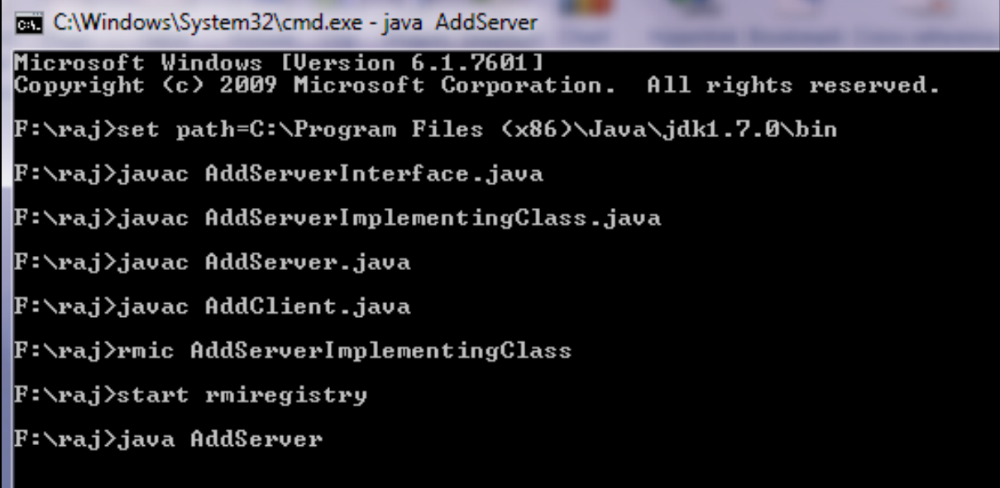 C:\Windows\System32\cmd.exe - java  AddServer
Microsoft Windows [Version 6.1.7601]
Copyright (c) 2009 Microsoft Corporation.  All rights reserved.
F:\raj>set path=C:\Program Files (x86)\Java\jdk1.7.0\bin
F:\raj>javac AddServerInterface.java
F:\raj>javac AddServerImplementingClass.java
F:\raj>javac AddServer.java
F:\raj>javac AddClient.java
F:\raj>rmic AddServerImplementingClass
F:\raj>start rmiregistry
F:\raj>java AddServer